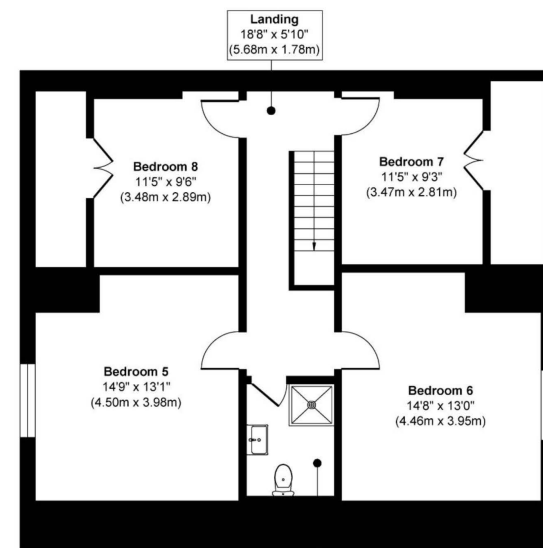 Landing
18'8" x 5'10"
(5.68m x 1.78m)
Bedroom 8
11'5" x 9'6"
(3.48m x 2.89m)
Bedroom 7
11'5" x 9'3"
(3.47m x 2.81m)
Bedroom 5
14'9" x 13'1"
(4.50m x 3.98m)
Bedroom 6
14'8" x 13'0"
(4.46m x 3.95m)